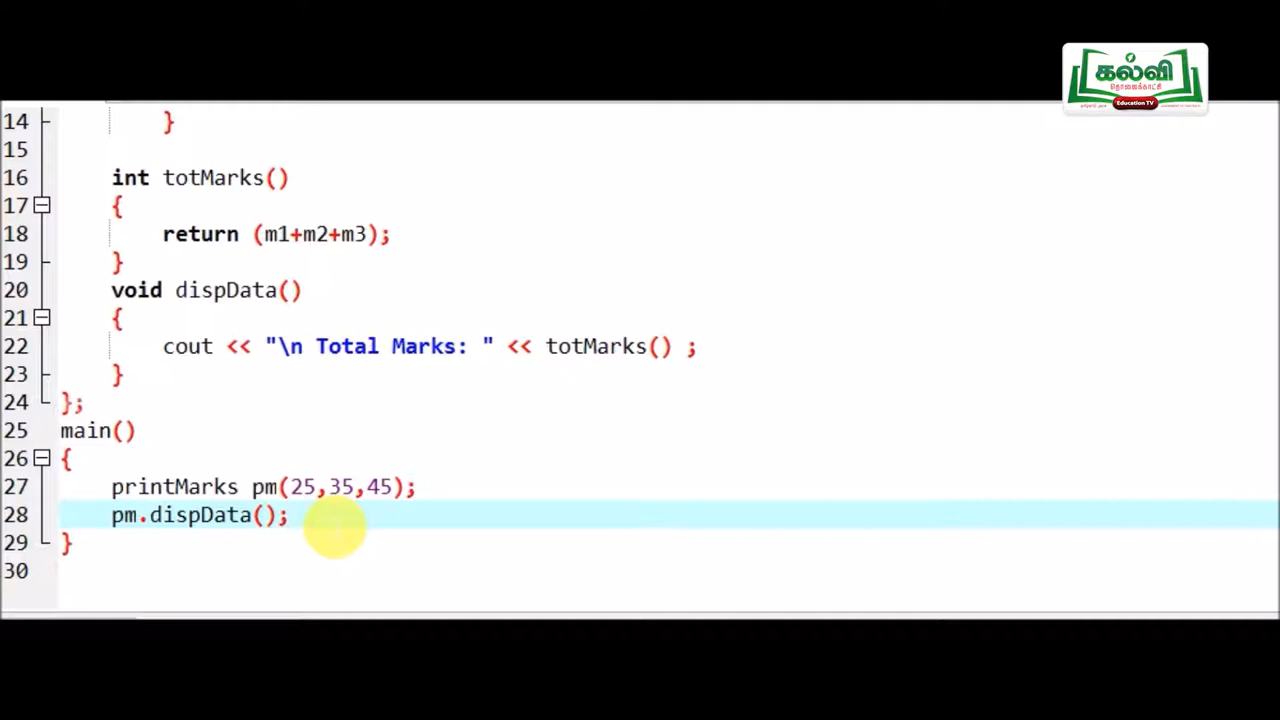 கல்வி
தொலைக்காட்சி
Education TV
14 }
15
16 int totMarks()
17 {
18 return (m1+m2+m3);
19 }
20 void dispData()
21 {
22 cout << "\n Total Marks: " << totMarks() ;
23 }
24 };
25 main()
26 {
27 printMarks pm(25,35,45);
28 pm.dispData();
29 }
30